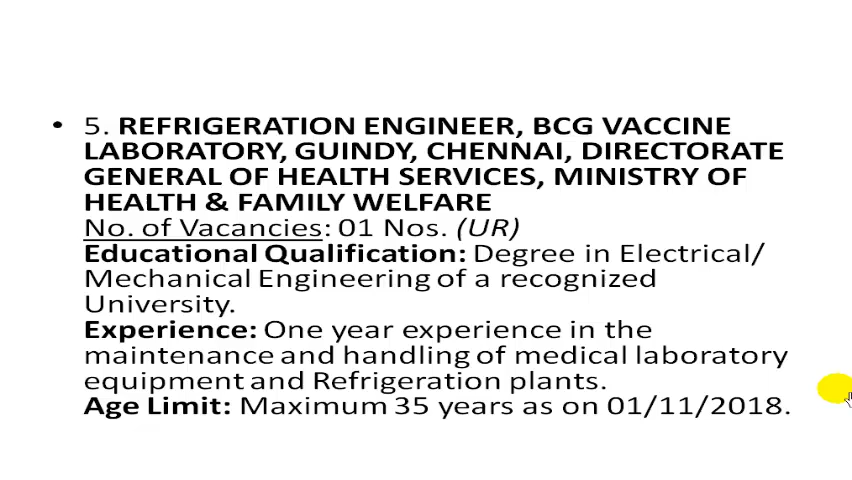 • 5. REFRIGERATION ENGINEER, BCG VACCINE
LABORATORY, GUINDY, CHENNAI, DIRECTORATE
GENERAL OF HEALTH SERVICES, MINISTRY OF
HEALTH & FAMILY WELFARE
No. of Vacancies: 01 Nos. (UR)
Educational Qualification: Degree in Electrical/
Mechanical Engineering of a recognized
University.
Experience: One year experience in the
maintenance and handling of medical laboratory
equipment and Refrigeration plants.
Age Limit: Maximum 35 years as on 01/11/2018.